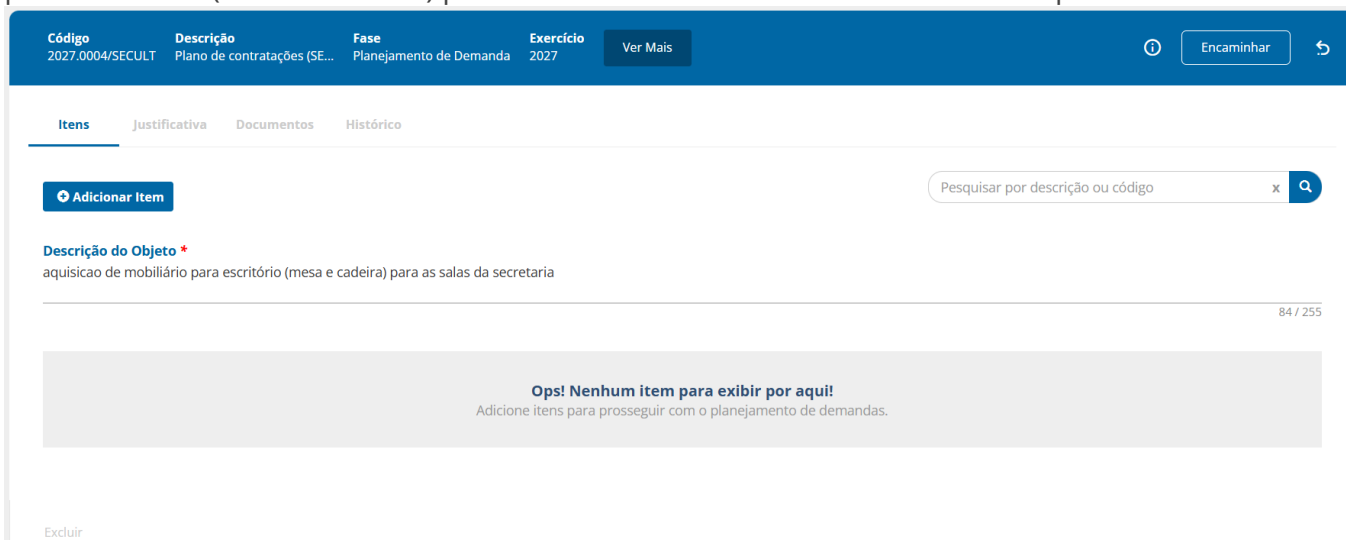 Código Descrição Fase Exercício
2027.0004/SECULT Plano de contratações (SE... Planejamento de Demanda 2027
Ver Mais
Encaminhar
Itens Justificativa Documentos Histórico
Adicionar Item
Pesquisar por descrição ou código x
Descrição do Objeto *
aquisicao de mobiliário para escritório (mesa e cadeira) para as salas da secretaria
84 / 255
Ops! Nenhum item para exibir por aqui!
Adicione itens para prosseguir com o planejamento de demandas.
Excluir